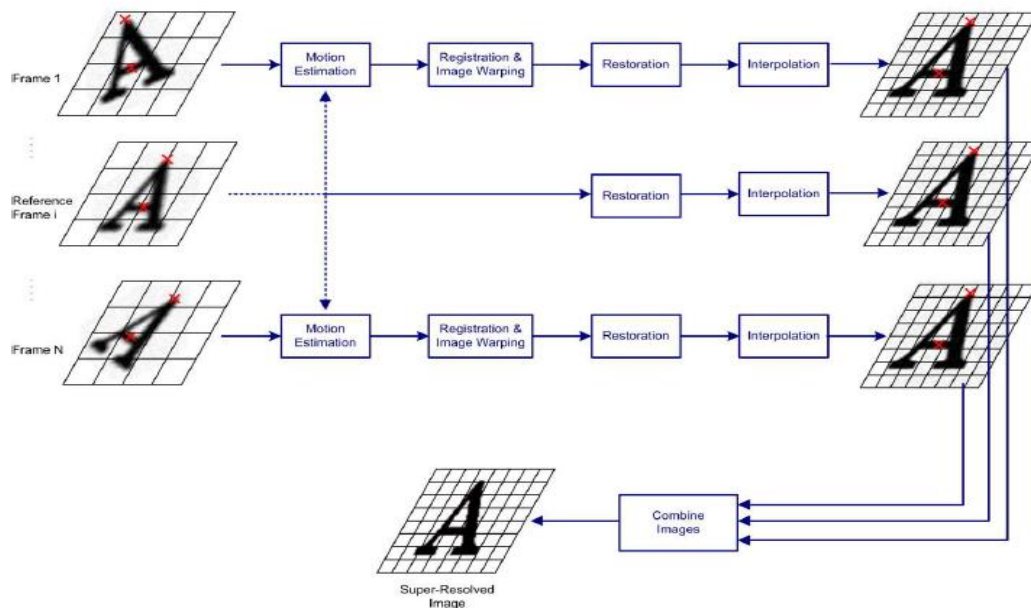 A
Frame 1
Motion
Estimation
Registration &
Image Warping
Restoration
Interpolation
A
A
Reference
Frame i
Restoration
Interpolation
A
A
Frame N
Motion
Estimation
Registration &
Image Warping
Restoration
Interpolation
A
A
Combine
Images
Super-Resolved
Image